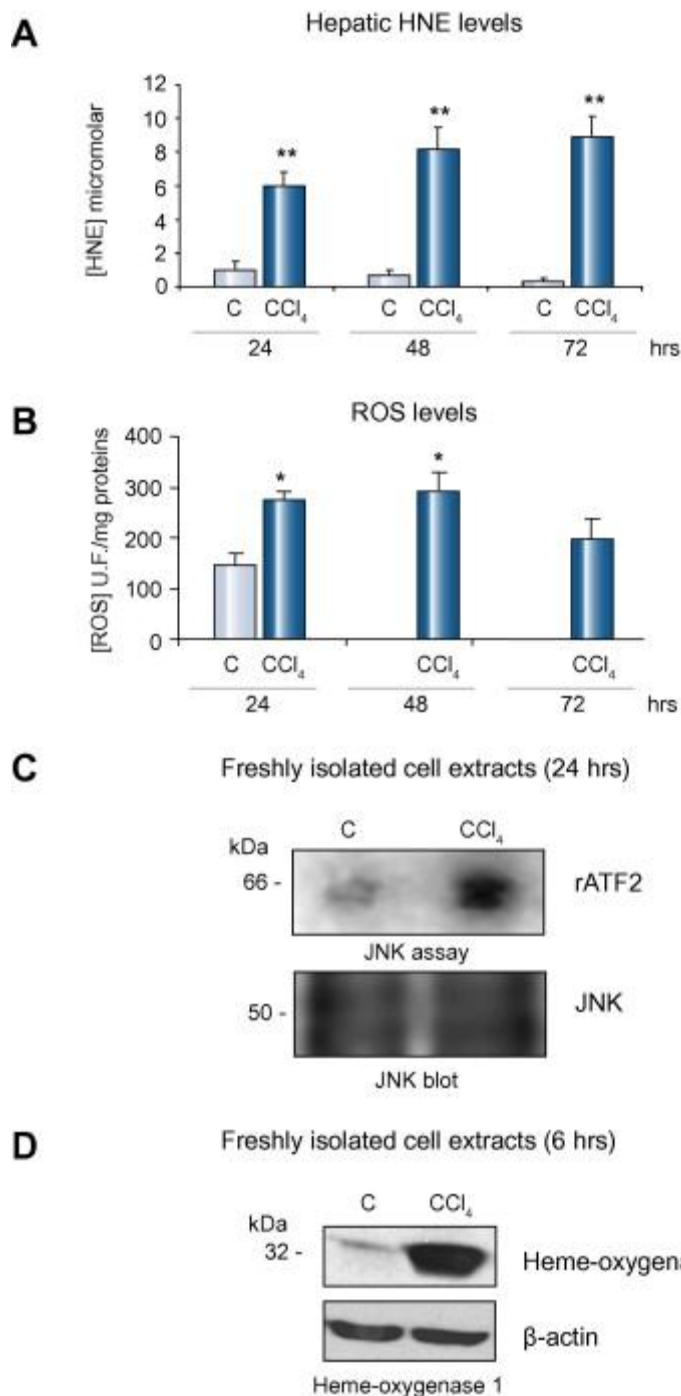 A
Hepatic HNE levels
[HNE] micromolar
12
10
8
6
4
2
0
**
**
**
C CCl₄ C CCl₄ C CCl₄
24 48 72 hrs
B
ROS levels
[ROS] U.F./mg proteins
400
300
200
100
0
*
*
C CCl₄ CCl₄ CCl₄
24 48 72 hrs
C
Freshly isolated cell extracts (24 hrs)
C CCl₄
kDa
66 - rATF2
JNK assay
50 - JNK
JNK blot
D
Freshly isolated cell extracts (6 hrs)
C CCl₄
kDa
32 - Heme-oxygena
β-actin
Heme-oxygenase 1